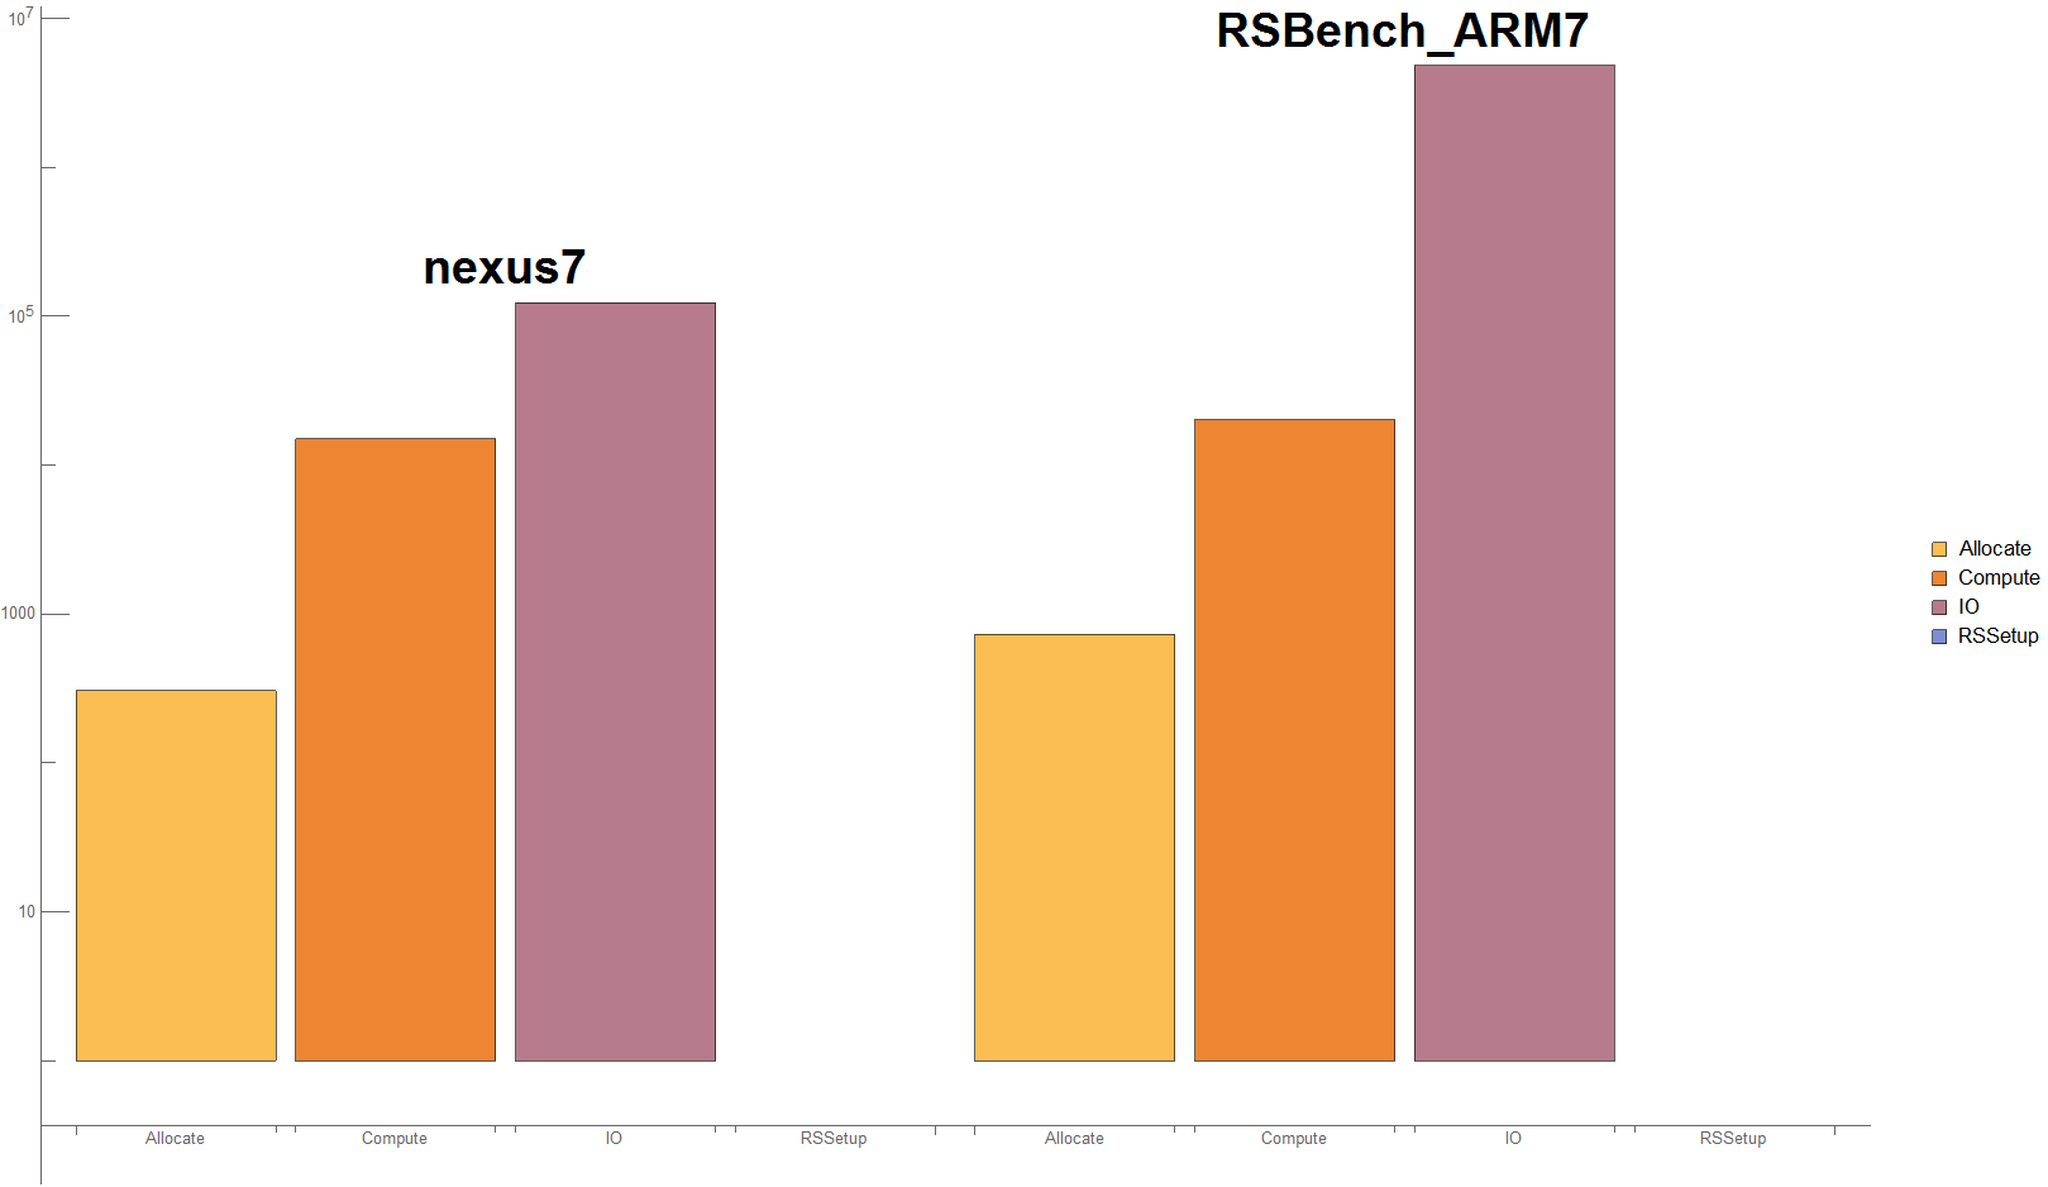 10^7
RSBench_ARM7
nexus7
10^5
1000
10
Allocate
Compute
IO
RSSetup
Allocate Compute IO RSSetup Allocate Compute IO RSSetup